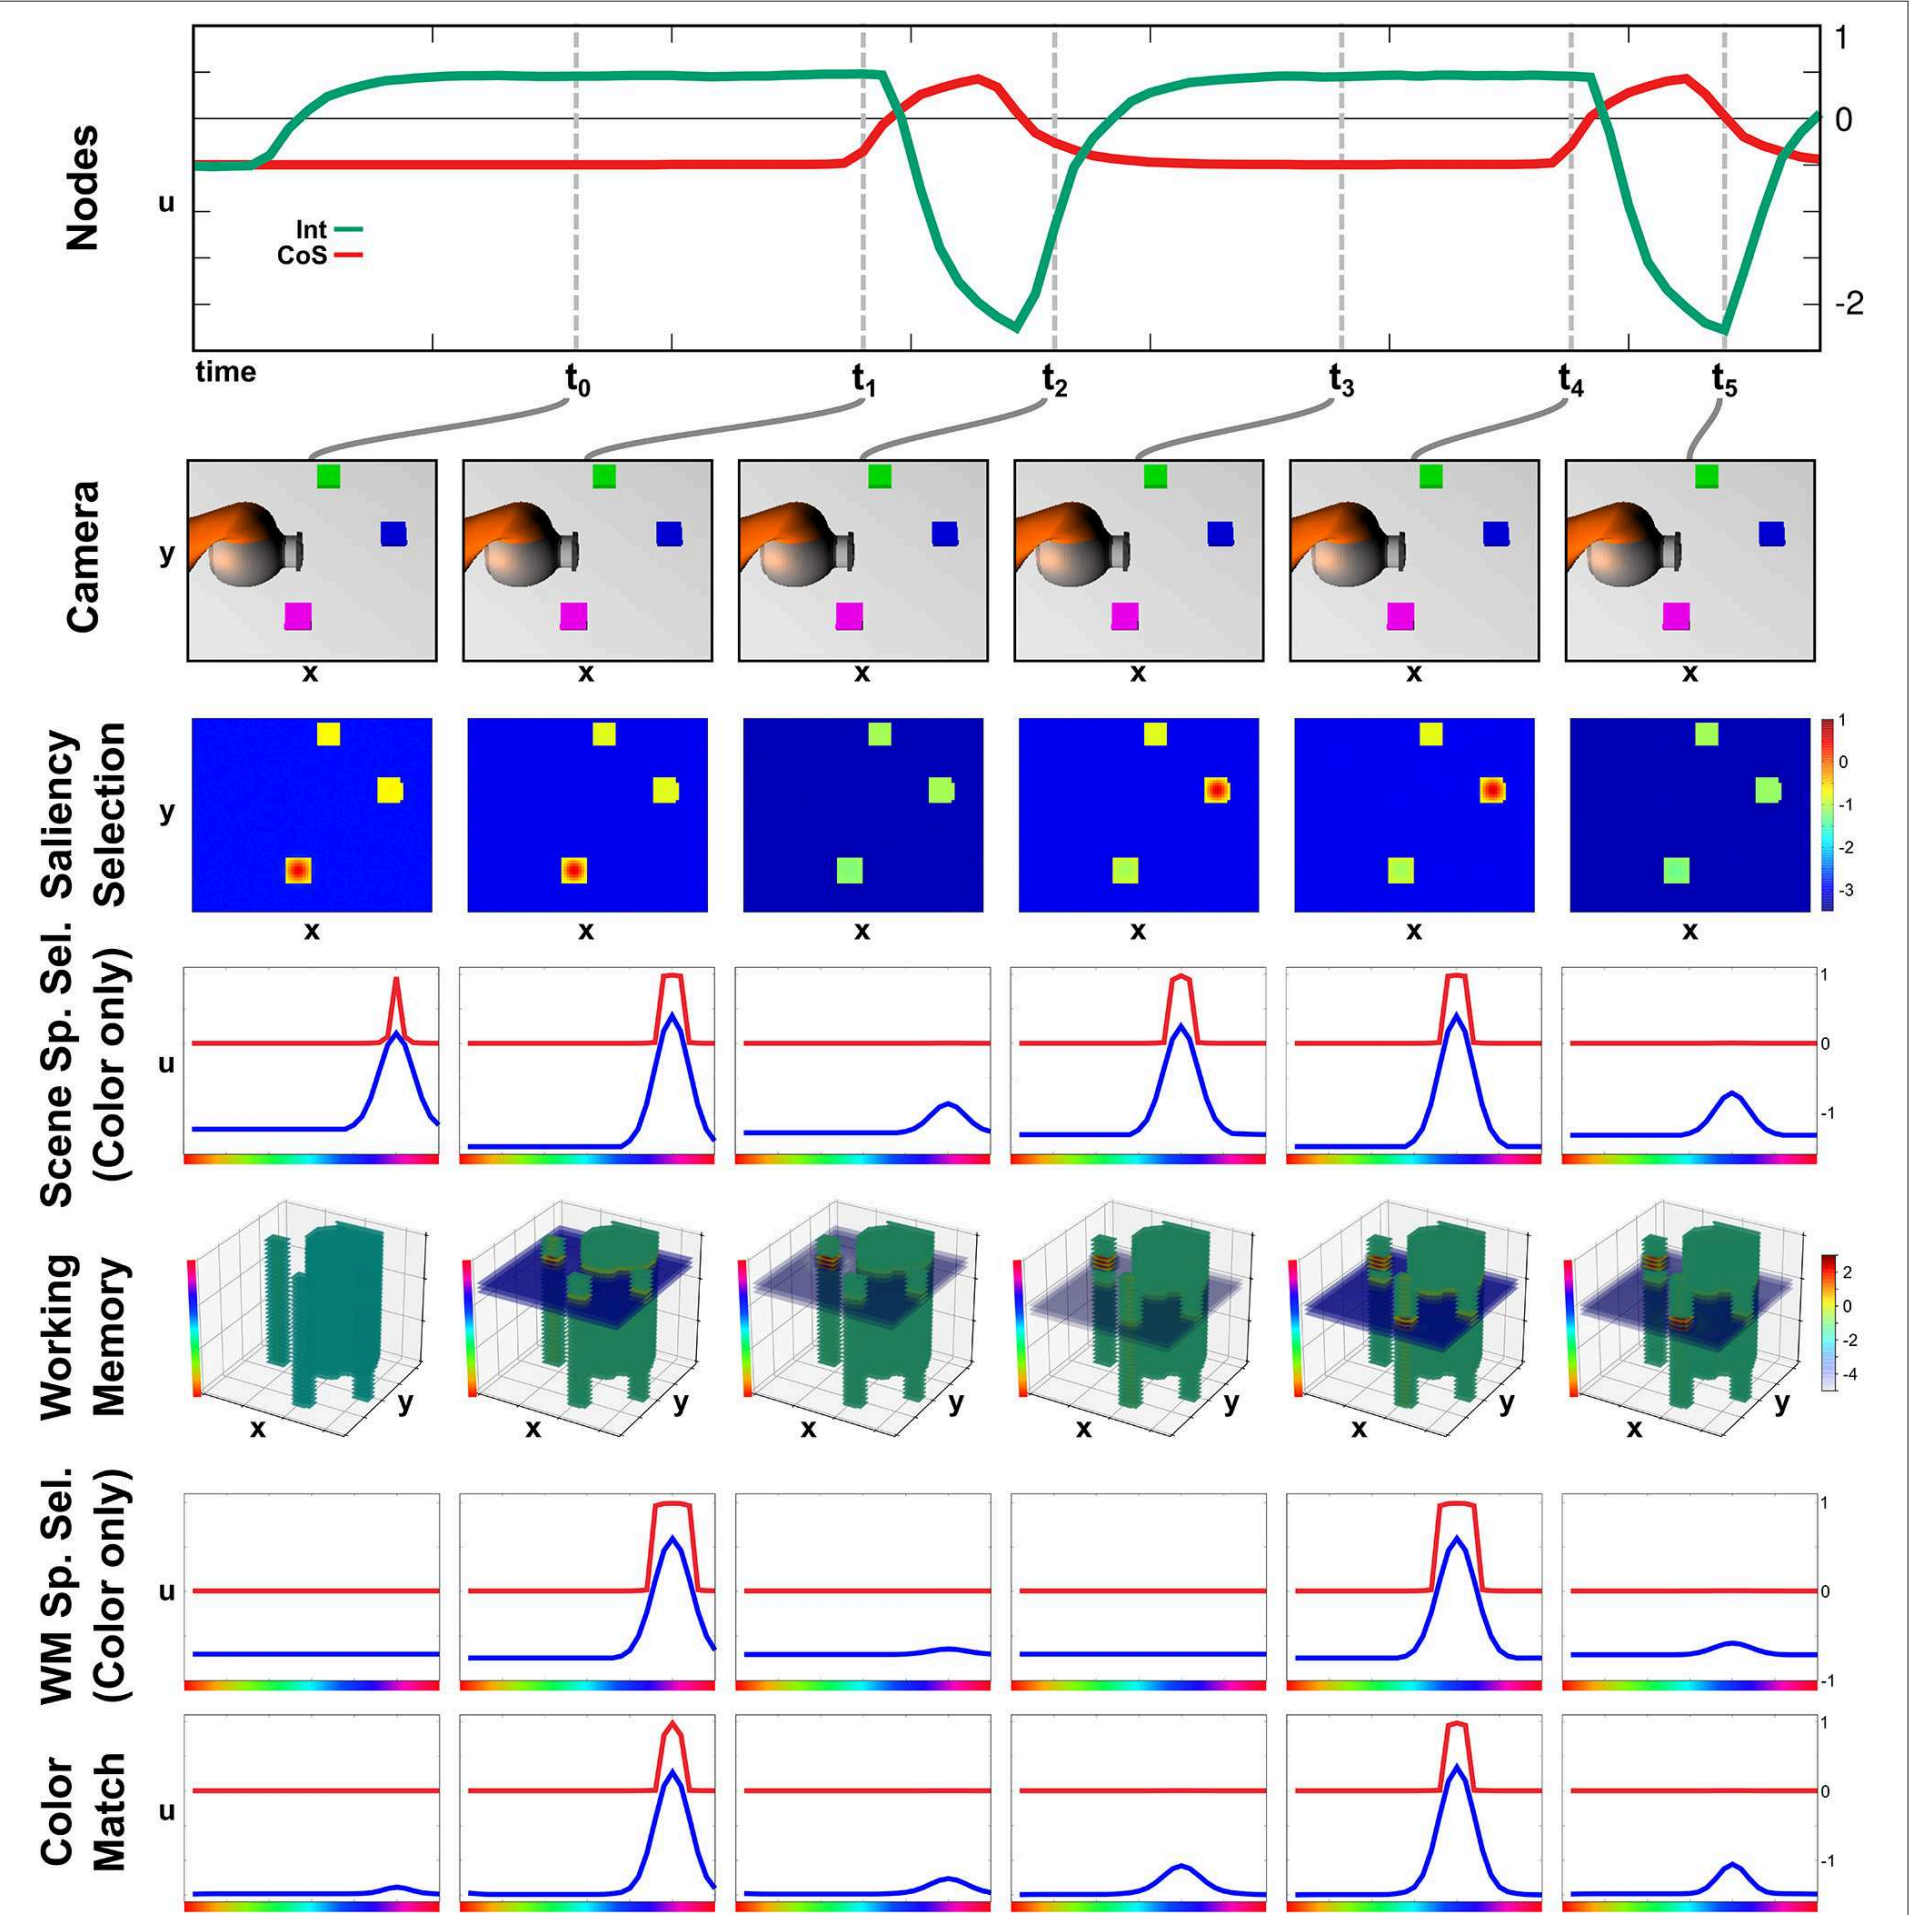 Nodes
u
Int
CoS
1
0
-2
time
t0 t1 t2 t3 t4 t5
Camera
y
x x x x x x
Saliency
Selection
y
1
0
-1
-2
-3
x x x x x x
Scene Sp. Sel.
(Color only)
u
1
0
-1
Working
Memory
x y x y x y x y x y x y
2
0
-2
-4
WM Sp. Sel.
(Color only)
u
1
0
-1
Color
Match
u
1
0
-1